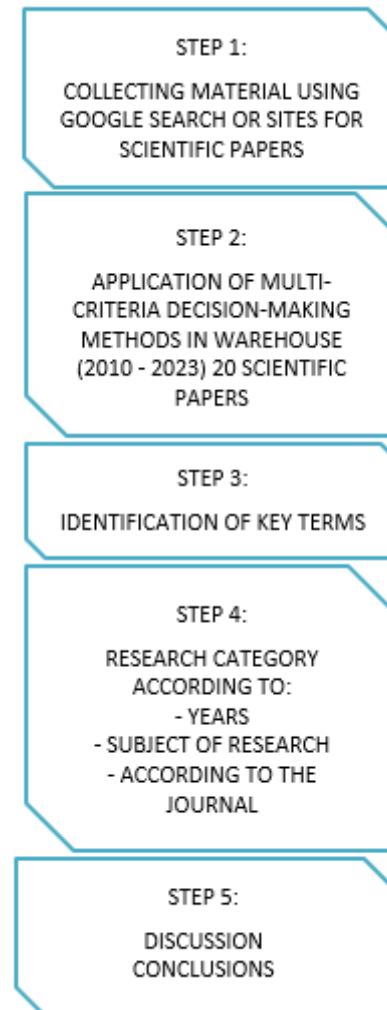 STEP 1:
COLLECTING MATERIAL USING
GOOGLE SEARCH OR SITES FOR
SCIENTIFIC PAPERS
STEP 2:
APPLICATION OF MULTI-
CRITERIA DECISION-MAKING
METHODS IN WAREHOUSE
(2010 - 2023) 20 SCIENTIFIC
PAPERS
STEP 3:
IDENTIFICATION OF KEY TERMS
STEP 4:
RESEARCH CATEGORY
ACCORDING TO:
- YEARS
- SUBJECT OF RESEARCH
- ACCORDING TO THE
JOURNAL
STEP 5:
DISCUSSION
CONCLUSIONS